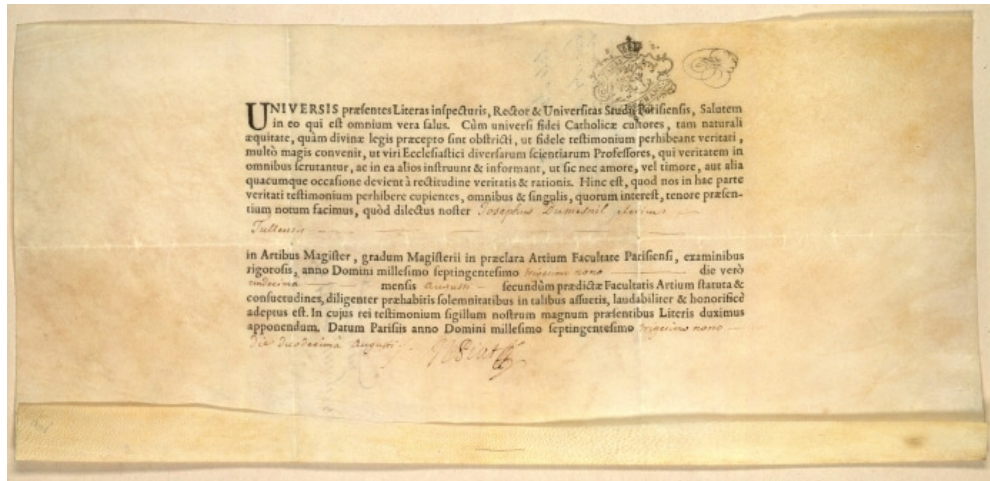 UNIVERSIS præsentes Literas inſpecturis, Rector & Univerſitas Studii Pariſienſis, Salutem
in eo qui eſt omnium vera ſalus. Cùm univerſi fidei Catholicæ cultores, tam naturali
æquitate, quàm divinæ legis præcepto ſint obſtricti, ut fidele teſtimonium perhibeant veritati,
multò magis convenit, ut viri Eccleſiaſtici diverſarum ſcientiarum Profeſſores, qui veritatem in
omnibus ſcrutantur, ac in ea alios inſtruunt & informant, ut ſic nec amore, vel timore, aut alia
quacumque occaſione devient à rectitudine veritatis & rationis. Hinc eſt, quod nos in hac parte
veritati teſtimonium perhibere cupientes, omnibus & ſingulis, quorum intereſt, tenore præſen-
tium notum facimus, quòd dilectus noſter Josephus Dumesnil clericus
Tullensis
in Artibus Magiſter, gradum Magiſterii in præclara Artium Facultate Pariſienſi, examinibus
rigoroſis, anno Domini milleſimo ſeptingenteſimo trigesimo nono die verò
undecima menſis augusti ſecundùm prædictæ Facultatis Artium ſtatuta &
conſuetudines, diligenter præhabitis ſolemnitatibus in talibus aſſuetis, laudabiliter & honorificè
adeptus eſt. In cujus rei teſtimonium ſigillum noſtrum magnum præſentibus Literis duximus
apponendum. Datum Pariſiis anno Domini milleſimo ſeptingenteſimo trigesimo nono
die duodecimâ augusti